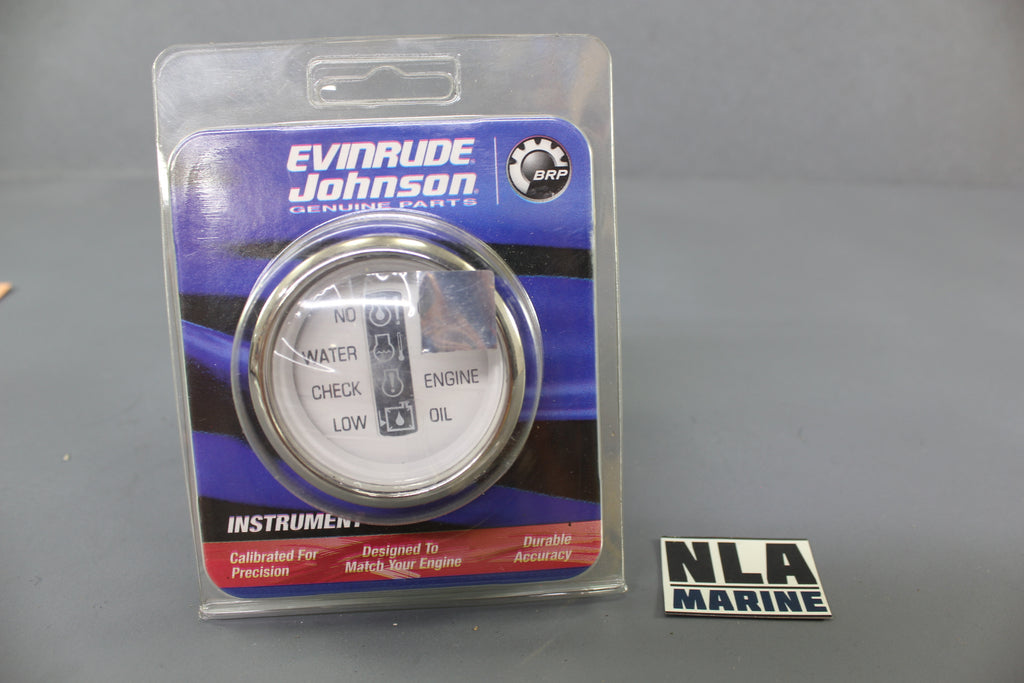 EVINRUDE
Johnson
GENUINE PARTS
BRP
NO
WATER
CHECK ENGINE
LOW OIL
INSTRUMENT
Calibrated For
Precision
Designed To
Match Your Engine
Durable
Accuracy
NLA
MARINE